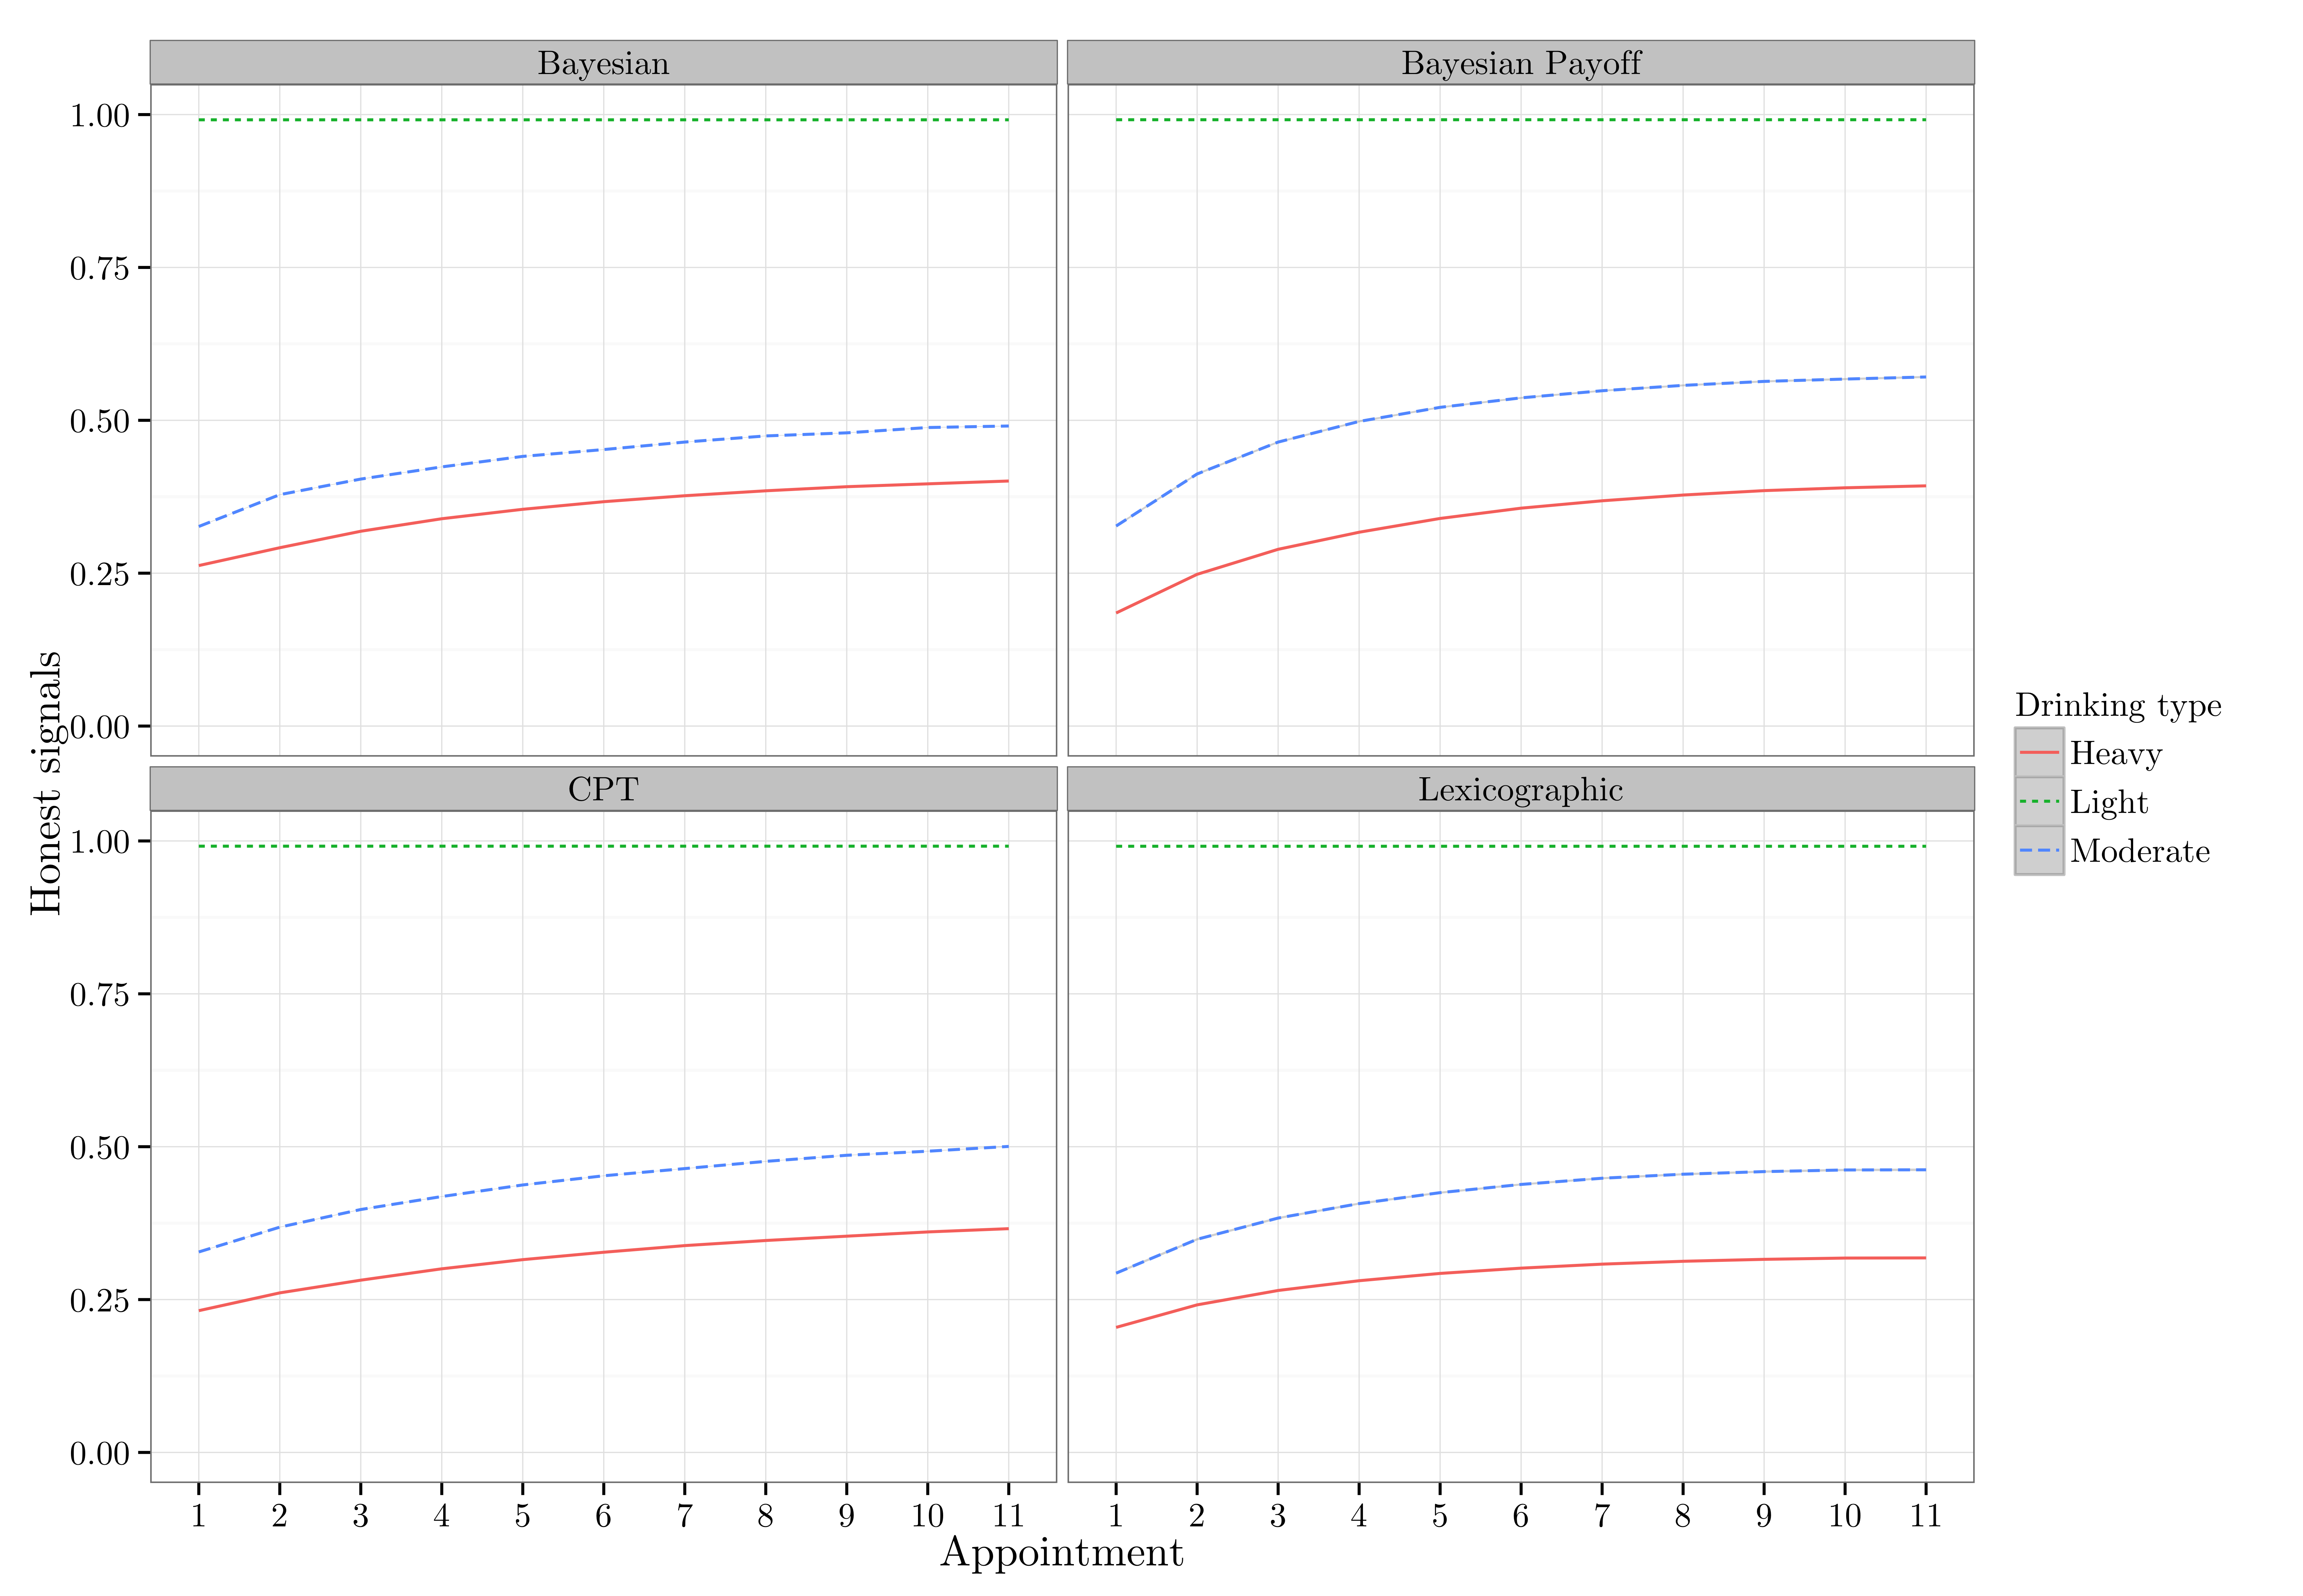 Bayesian
Bayesian Payoff
1.00
0.75
0.50
0.25
0.00
CPT
Lexicographic
1.00
0.75
0.50
0.25
0.00
1 2 3 4 5 6 7 8 9 10 11
1 2 3 4 5 6 7 8 9 10 11
Appointment
Honest signals
Drinking type
Heavy
Light
Moderate